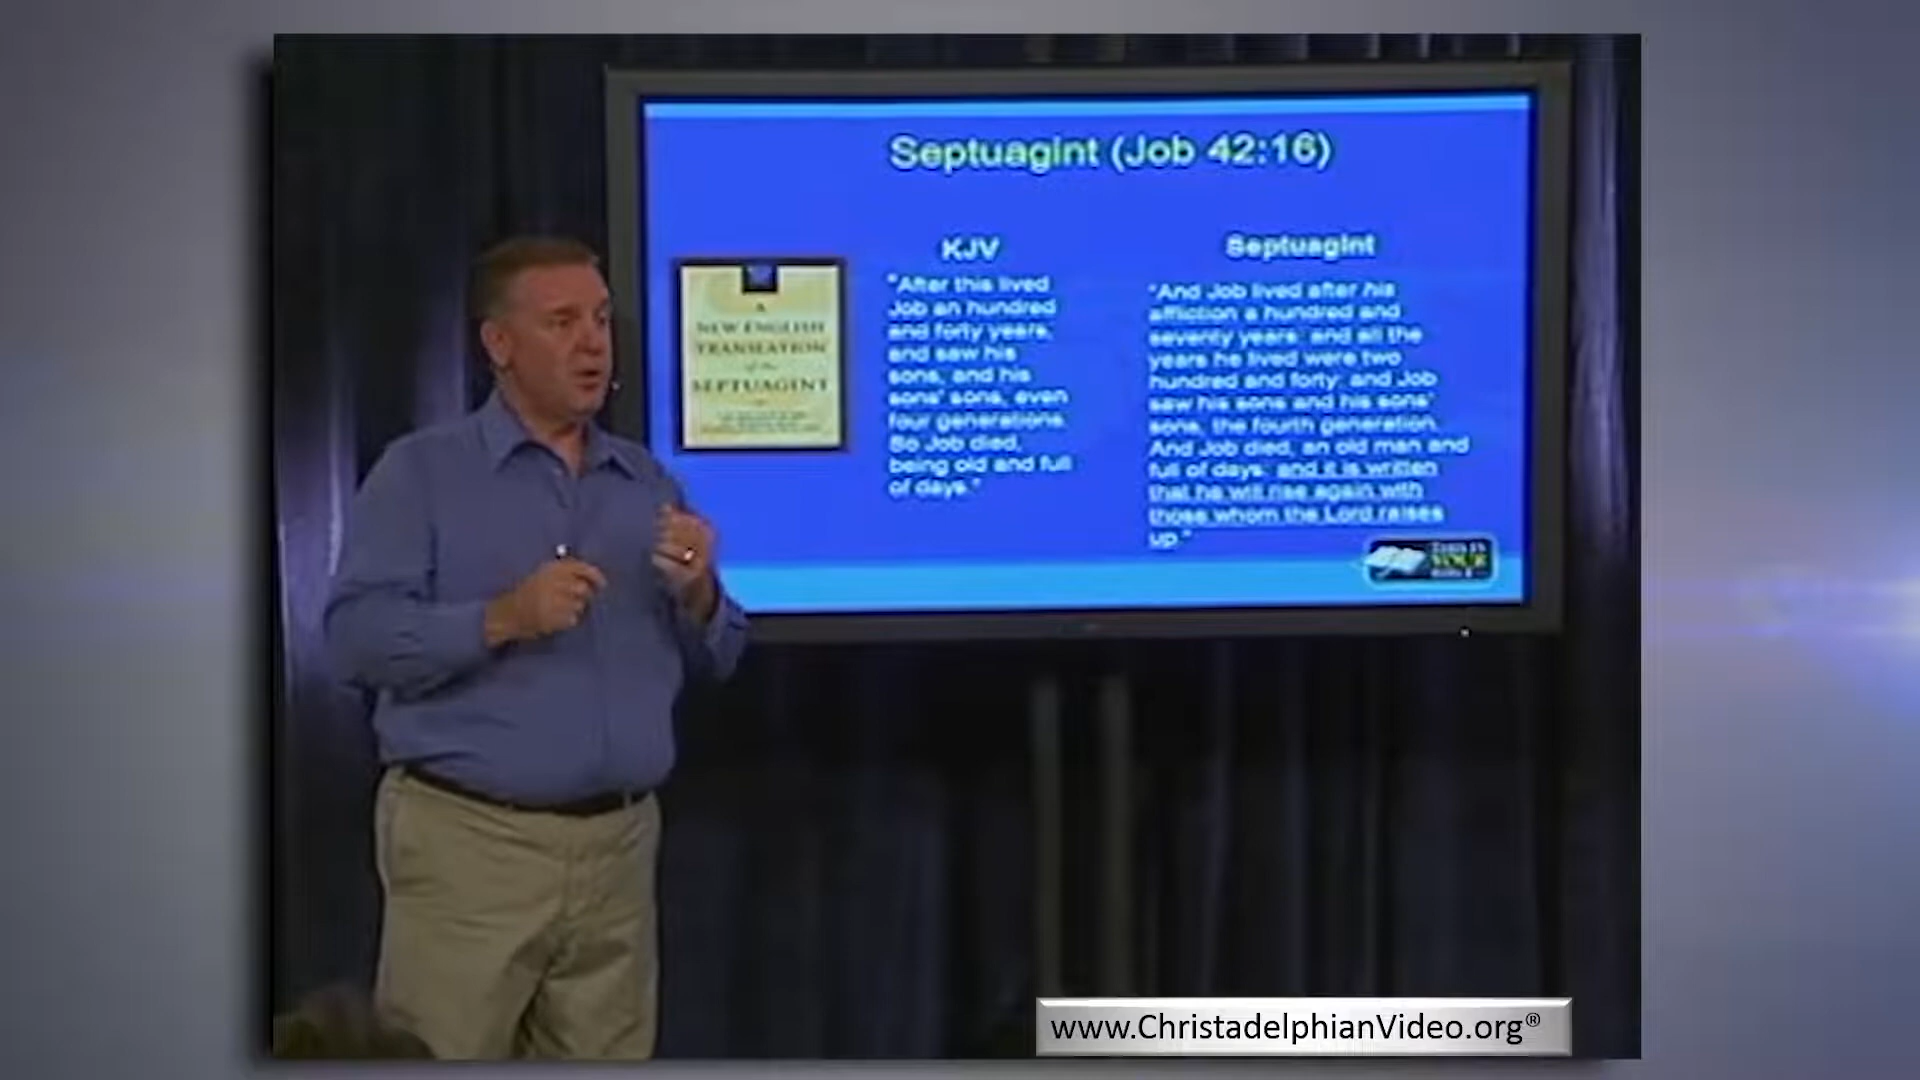 Septuagint (Job 42:16)
KJV
"After this lived
Job an hundred
and forty years,
and saw his
sons, and his
sons' sons, even
four generations.
So Job died,
being old and full
of days."
Septuagint
"And Job lived after his
affliction a hundred and
seventy years: and all the
years he lived were two
hundred and forty: and Job
saw his sons and his sons'
sons, the fourth generation.
And Job died, an old man and
full of days: and it is written
that he will rise again with
those whom the Lord raises
up."
A
NEW ENGLISH
TRANSLATION
of the
SEPTUAGINT
YOUR
www.ChristadelphianVideo.org®